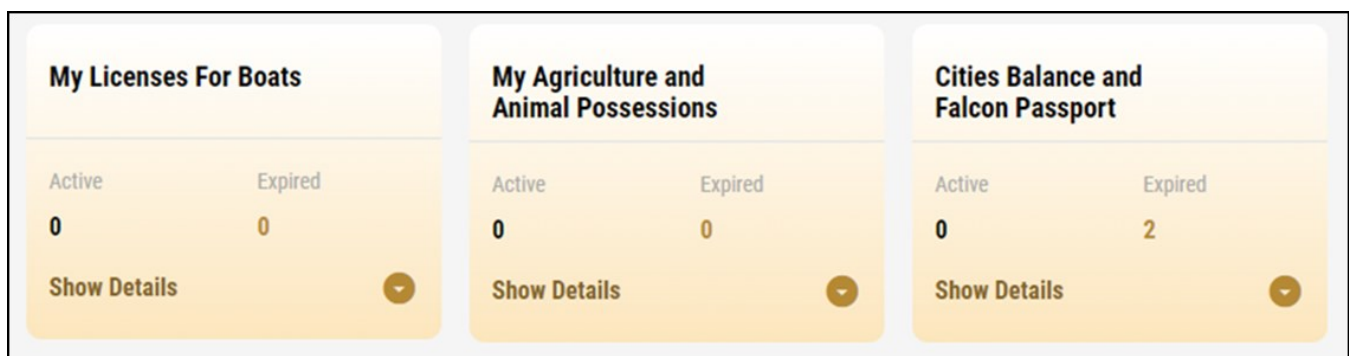 My Licenses For Boats
Active Expired
0 0
Show Details
My Agriculture and
Animal Possessions
Active Expired
0 0
Show Details
Cities Balance and
Falcon Passport
Active Expired
0 2
Show Details